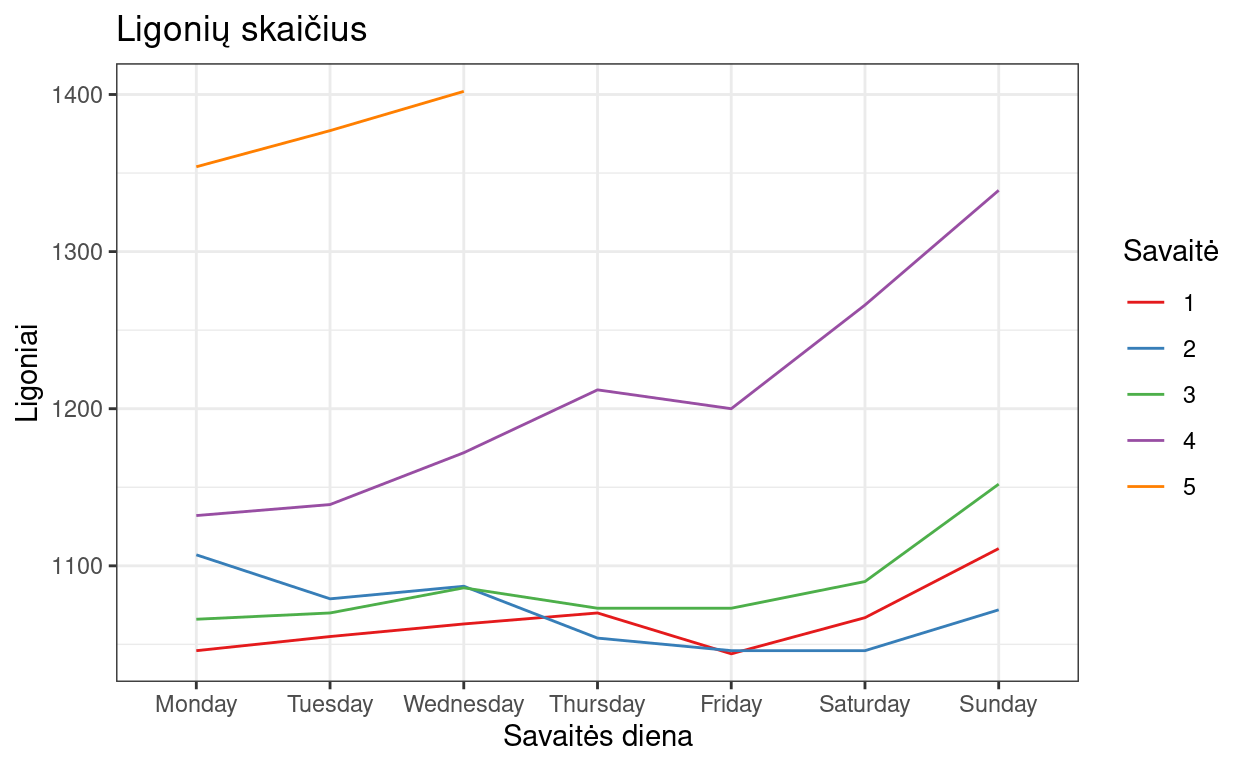 Ligonių skaičius
Ligoniai
1400
1300
1200
1100
Monday Tuesday Wednesday Thursday Friday Saturday Sunday
Savaitės diena
Savaitė
1
2
3
4
5